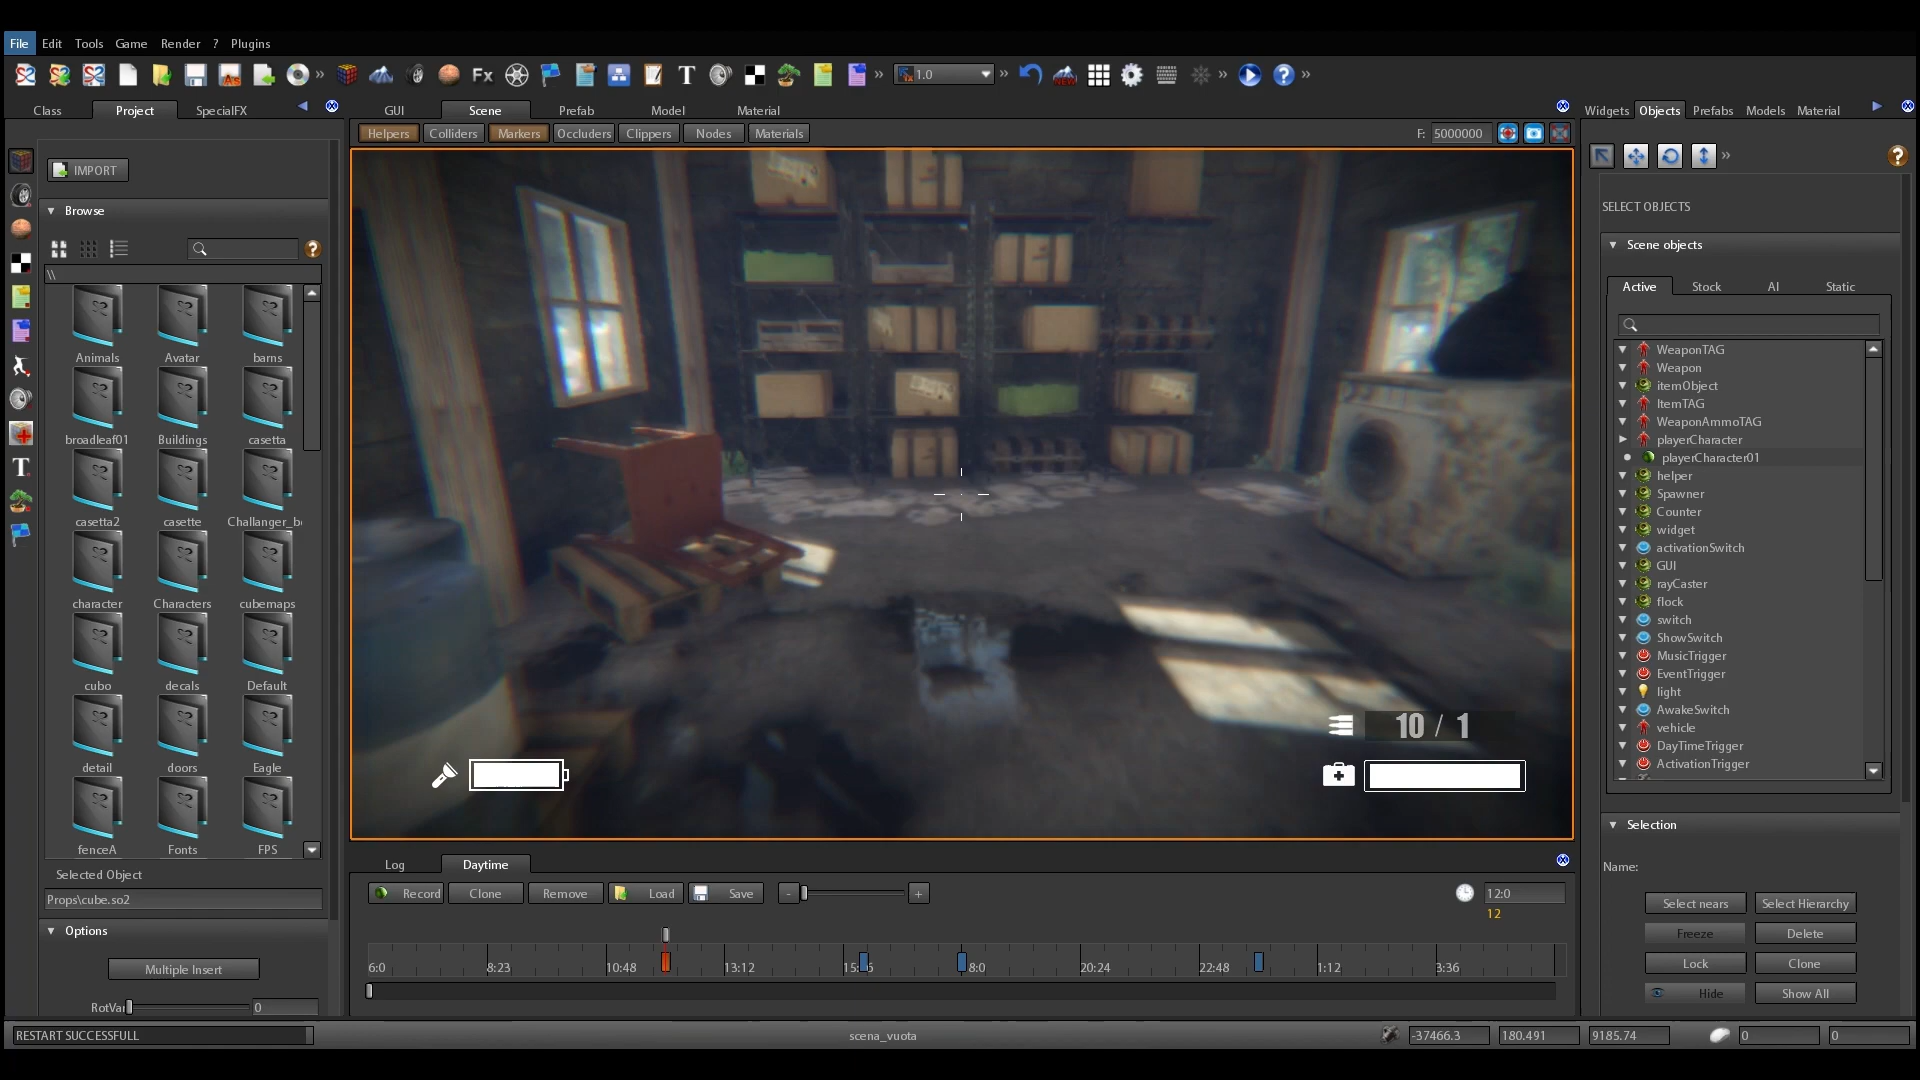 File Edit Tools Game Render ? Plugins
Fx T 1.0
Class Project SpecialFX
GUI Scene Prefab Model Material
Widgets Objects Prefabs Models Material
Helpers Colliders Markers Occluders Clippers Nodes Materials
F: 5000000
IMPORT
Browse
\\
Animals Avatar barns
broadleaf01 Buildings casetta
casetta2 casette Challanger_b
character Characters cubemaps
cubo decals Default
detail doors Eagle
fenceA Fonts FPS
Selected Object
Props\cube.so2
Options
Multiple Insert
RotVar 0
10 / 1
SELECT OBJECTS
Scene objects
Active Stock AI Static
WeaponTAG
Weapon
itemObject
ItemTAG
WeaponAmmoTAG
playerCharacter
playerCharacter01
helper
Spawner
Counter
widget
activationSwitch
GUI
rayCaster
flock
switch
ShowSwitch
MusicTrigger
EventTrigger
light
AwakeSwitch
vehicle
DayTimeTrigger
ActivationTrigger
Selection
Name:
Select nears Select Hierarchy
Freeze Delete
Lock Clone
Hide Show All
Log Daytime
Record Clone Remove Load Save - +
12:0
12
6:0 8:23 10:48 13:12 8:0 20:24 22:48 1:12 3:36
RESTART SUCCESSFULL
scena_vuota
-37466.3 180.491 9185.74 0 0